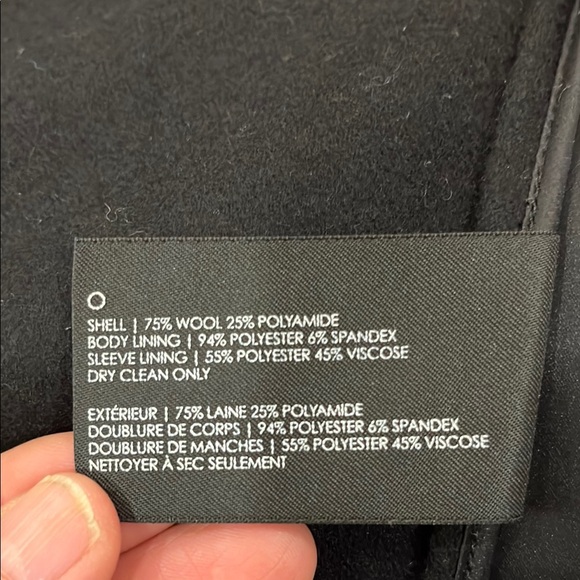 SHELL | 75% WOOL 25% POLYAMIDE
BODY LINING | 94% POLYESTER 6% SPANDEX
SLEEVE LINING | 55% POLYESTER 45% VISCOSE
DRY CLEAN ONLY
EXTÉRIEUR | 75% LAINE 25% POLYAMIDE
DOUBLURE DE CORPS | 94% POLYESTER 6% SPANDEX
DOUBLURE DE MANCHES | 55% POLYESTER 45% VISCOSE
NETTOYER À SEC SEULEMENT